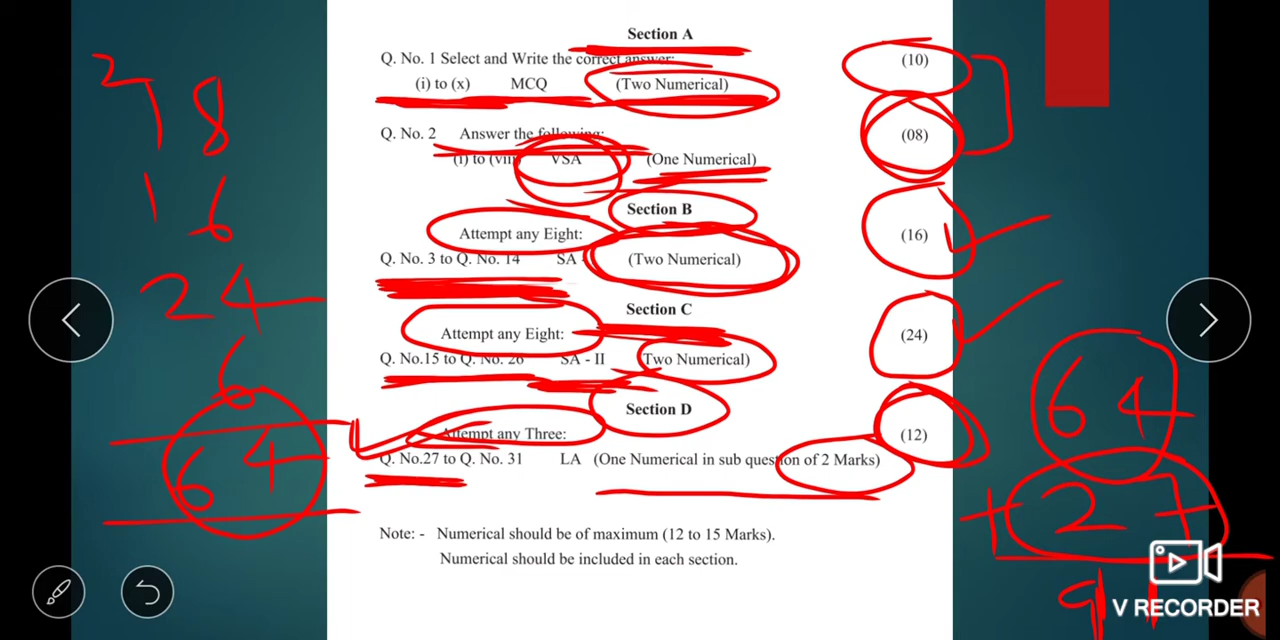 Section A
Q. No. 1 Select and Write the correct answer:
(10)
(i) to (x) MCQ (Two Numerical)
Q. No. 2 Answer the following:
(08)
(i) to (viii) VSA (One Numerical)
Section B
Attempt any Eight:
(16)
Q. No. 3 to Q. No. 14 SA - (Two Numerical)
Section C
Attempt any Eight:
(24)
Q. No.15 to Q. No. 26 SA - II (Two Numerical)
Section D
Attempt any Three:
(12)
Q. No.27 to Q. No. 31 LA (One Numerical in sub question of 2 Marks)
Note: - Numerical should be of maximum (12 to 15 Marks).
Numerical should be included in each section.
2
18
16
24
6
64
64
+ 27
91
V RECORDER